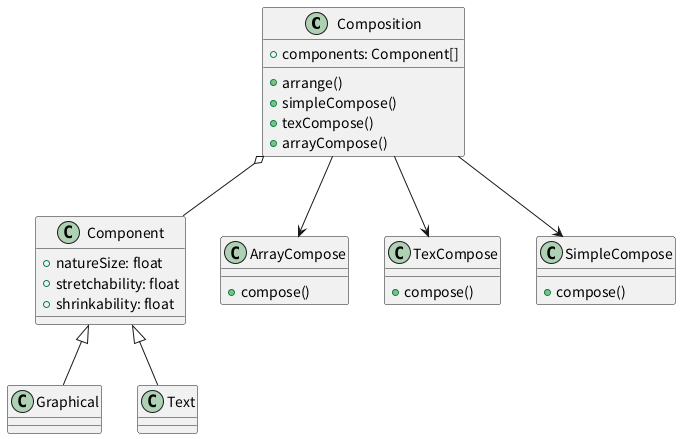 C Composition
components: Component[]
arrange()
simpleCompose()
texCompose()
arrayCompose()
C Component
natureSize: float
stretchability: float
shrinkability: float
C ArrayCompose
compose()
C TexCompose
compose()
C SimpleCompose
compose()
C Graphical
C Text